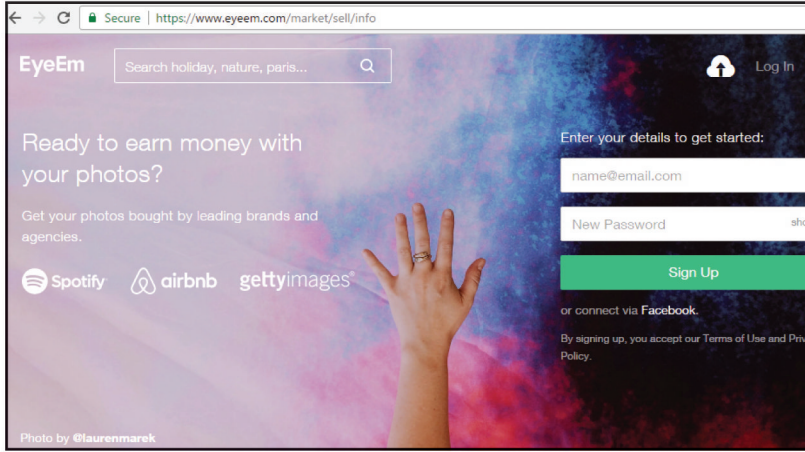 Secure | https://www.eyeem.com/market/sell/info
EyeEm
Search holiday, nature, paris...
Log In
Ready to earn money with
your photos?
Get your photos bought by leading brands and
agencies.
Spotify airbnb gettyimages®
Enter your details to get started:
name@email.com
New Password sho
Sign Up
or connect via Facebook.
By signing up, you accept our Terms of Use and Priv
Policy.
Photo by @laurenmarek